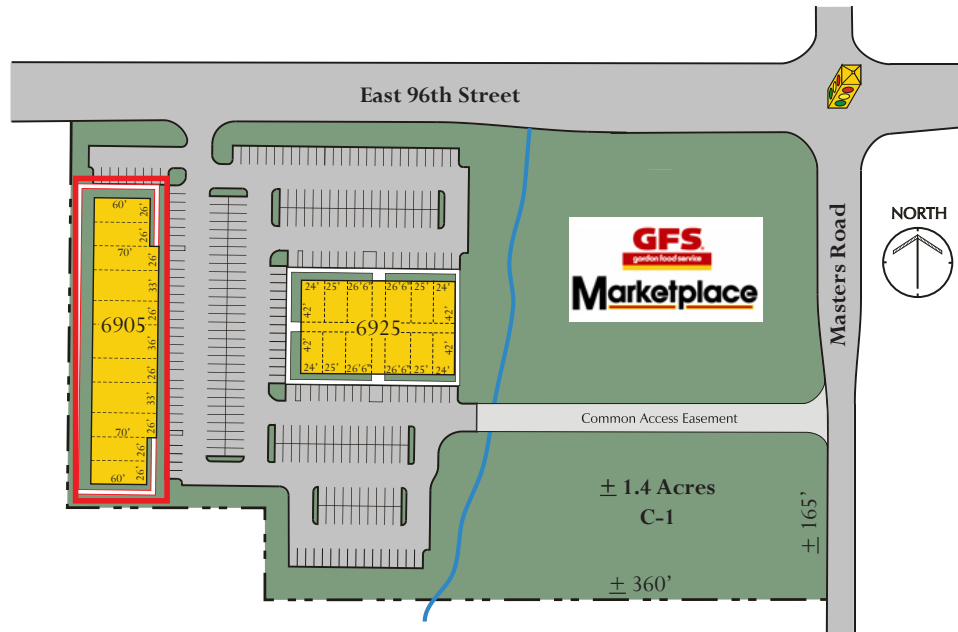 East 96th Street
Masters Road
NORTH
60'
26'
26'
70'
26'
33'
26'
6905
36'
26'
33'
26'
70'
26'
26'
60'
24' 25' 26'6" 26'6" 25' 24'
42' 42'
6925
42' 42'
24' 25' 26'6" 26'6" 25' 24'
GFS
gordon food service
Marketplace
Common Access Easement
± 1.4 Acres
C-1
± 165'
± 360'